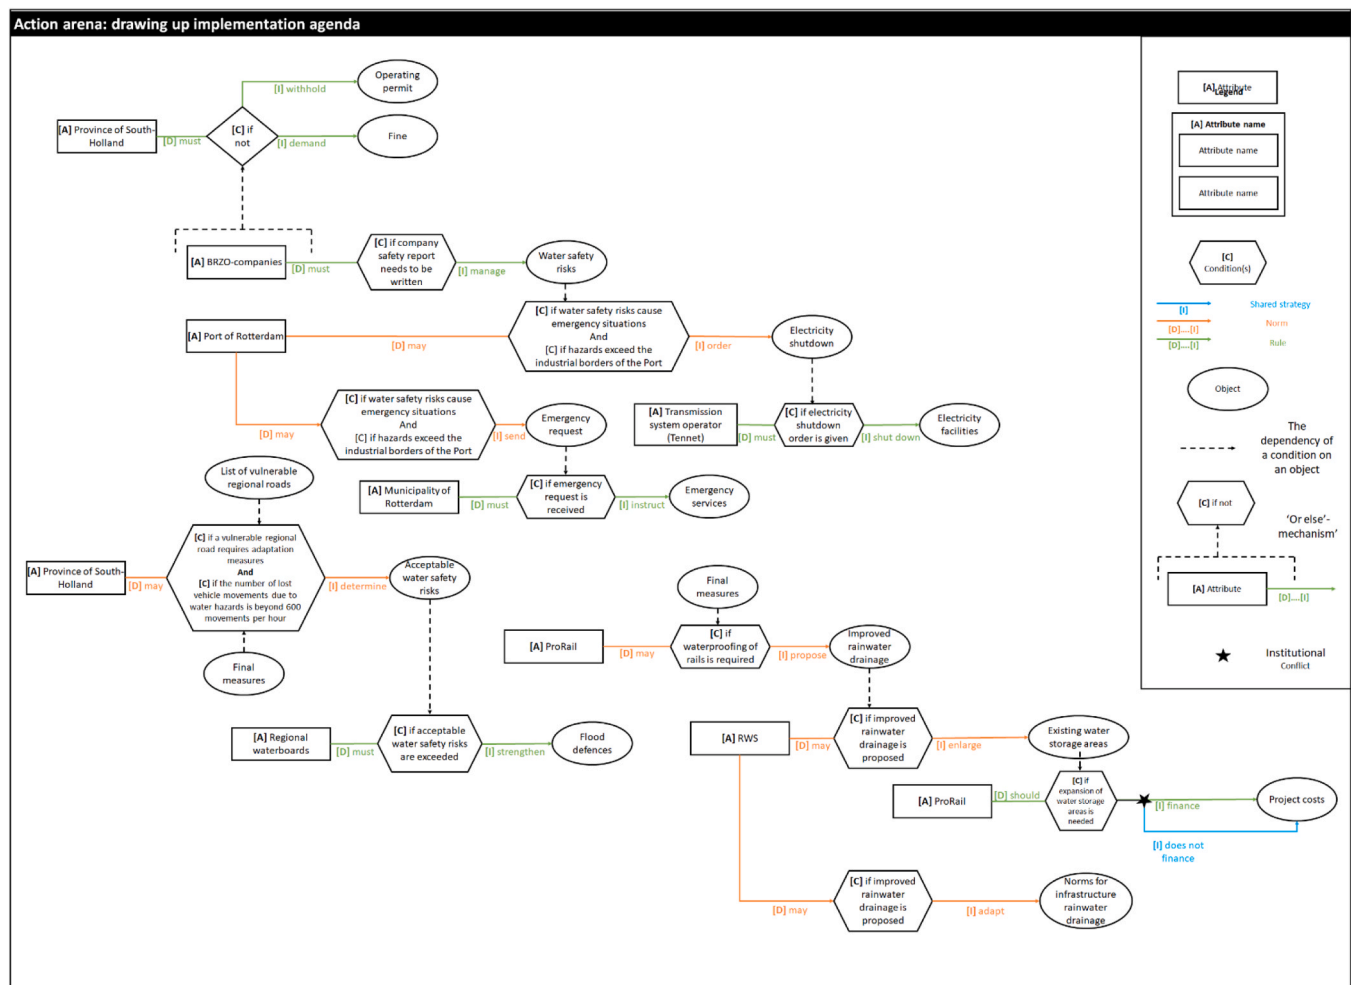 Action arena: drawing up implementation agenda
Operating
permit
[I] withhold
[A] Province of South-
Holland
[D] must
[C] if
not
[I] demand
Fine
[A] BRZO-companies
[D] must
[C] if company
safety report
needs to be
written
[I] manage
Water safety
risks
[A] Port of Rotterdam
[D] may
[C] if water safety risks cause
emergency situations
And
[C] if hazards exceed the
industrial borders of the Port
[I] order
Electricity
shutdown
[D] may
[C] if water safety risks cause
emergency situations
And
[C] if hazards exceed the
industrial borders of the Port
[I] send
Emergency
request
[A] Transmission
system operator
(Tennet)
[D] must
[C] if electricity
shutdown
order is given
[I] shut down
Electricity
facilities
List of vulnerable
regional roads
[A] Municipality of
Rotterdam
[D] must
[C] if emergency
request is
received
[I] instruct
Emergency
services
[A] Province of South-
Holland
[D] may
[C] if a vulnerable regional
road requires adaptation
measures
And
[C] if the number of lost
vehicle movements due to
water hazards is beyond 600
movements per hour
[I] determine
Acceptable
water safety
risks
Final
measures
Final
measures
[A] ProRail
[D] may
[C] if
waterproofing of
rails is required
[I] propose
Improved
rainwater
drainage
[A] Regional
waterboards
[D] must
[C] if acceptable
water safety risks
are exceeded
[I] strengthen
Flood
defences
[A] RWS
[D] may
[C] if improved
rainwater
drainage is
proposed
[I] enlarge
Existing water
storage areas
[A] ProRail
[D] should
[C] if
expansion of
water storage
areas is
needed
[I] finance
Project costs
[I] does not
finance
[D] may
[C] if improved
rainwater
drainage is
proposed
[I] adapt
Norms for
infrastructure
rainwater
drainage
[A] Attribute
Legend
[A] Attribute name
Attribute name
Attribute name
[C]
Condition(s)
[I]
Shared strategy
[D]....[I]
Norm
[D]....[I]
Rule
Object
The
dependency of
a condition on
an object
[C] if not
'Or else'-
mechanism'
[A] Attribute
[D]....[I]
Institutional
Conflict